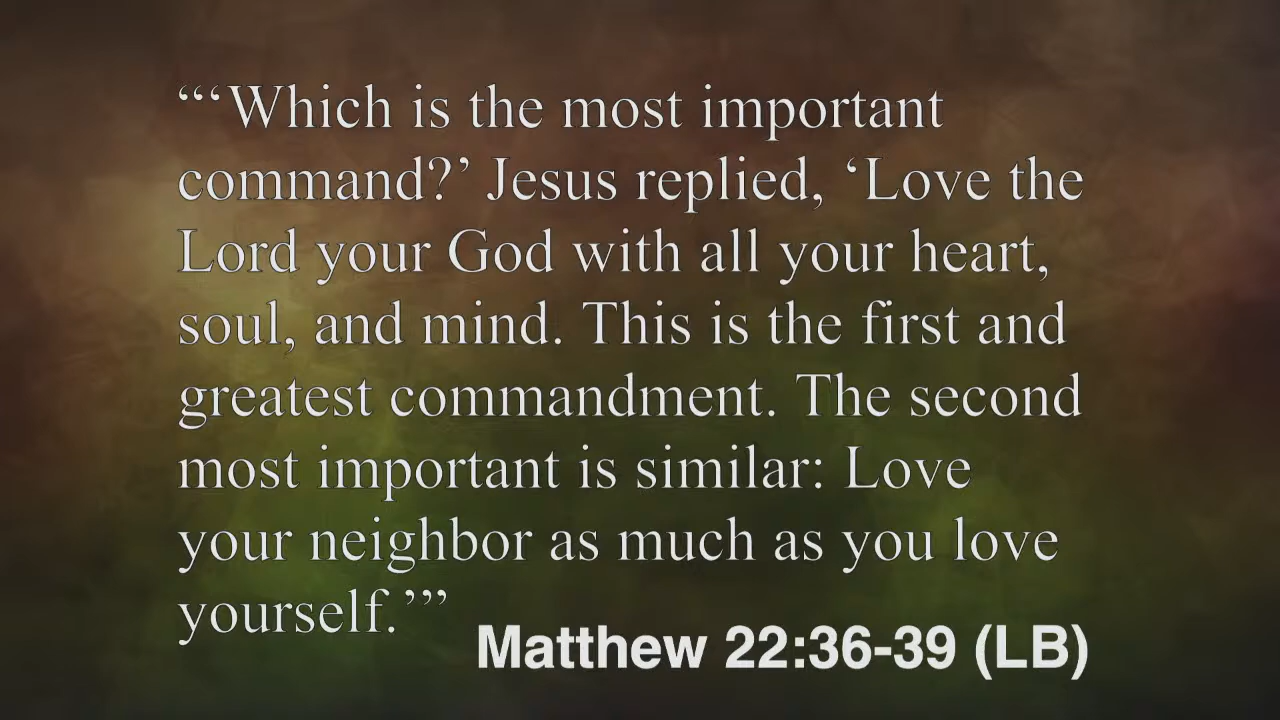 “‘Which is the most important
command?’ Jesus replied, ‘Love the
Lord your God with all your heart,
soul, and mind. This is the first and
greatest commandment. The second
most important is similar: Love
your neighbor as much as you love
yourself.’”
Matthew 22:36-39 (LB)